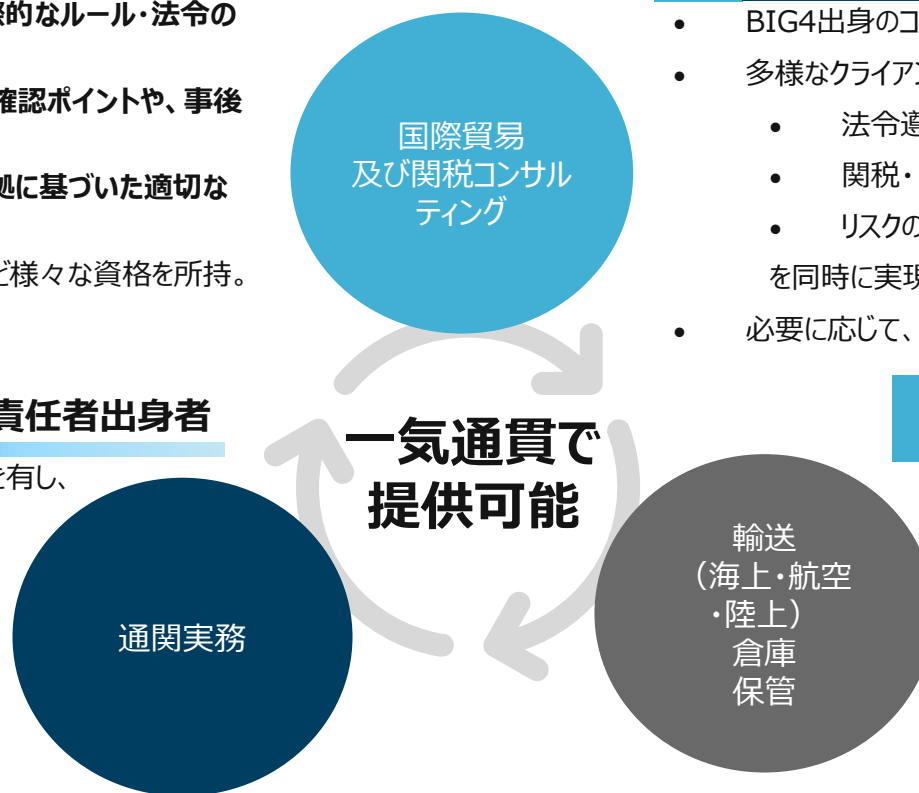 際的なルール・法令の
確認ポイントや、事後
拠に基づいた適切な
ど様々な資格を所持。
責任者出身者
を有し、
国際貿易
及び関税コンサル
ティング
• BIG4出身のコ
• 多様なクライアン
• 法令遵
• 関税・
• リスクの
を同時に実現
• 必要に応じて、
一気通貫で
提供可能
通関実務
輸送
（海上・航空
・陸上）
倉庫
保管